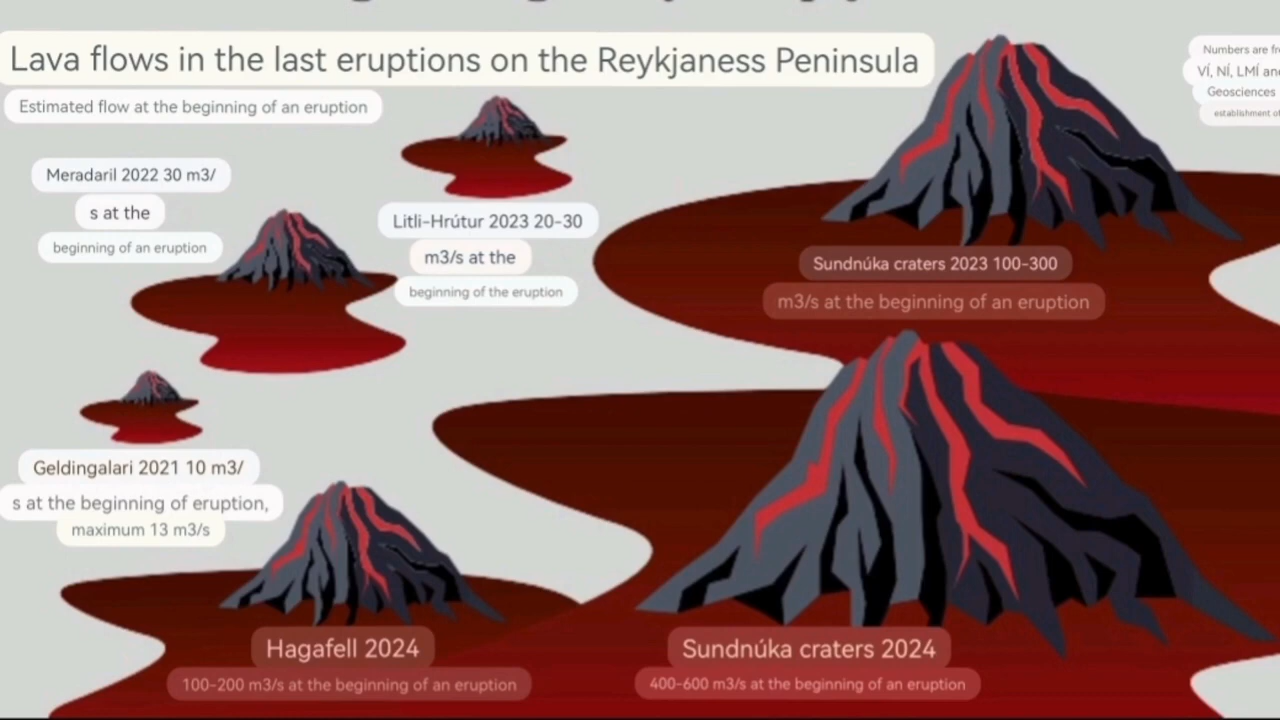 Lava flows in the last eruptions on the Reykjaness Peninsula
Estimated flow at the beginning of an eruption
Numbers are
VÍ, NÍ, LMÍ
Geosciences
establishment
Meradaril 2022 30 m3/
s at the
beginning of an eruption
Litli-Hrútur 2023 20-30
m3/s at the
beginning of the eruption
Sundnúka craters 2023 100-300
m3/s at the beginning of an eruption
Geldingalari 2021 10 m3/
s at the beginning of eruption,
maximum 13 m3/s
Hagafell 2024
100-200 m3/s at the beginning of an eruption
Sundnúka craters 2024
400-600 m3/s at the beginning of an eruption